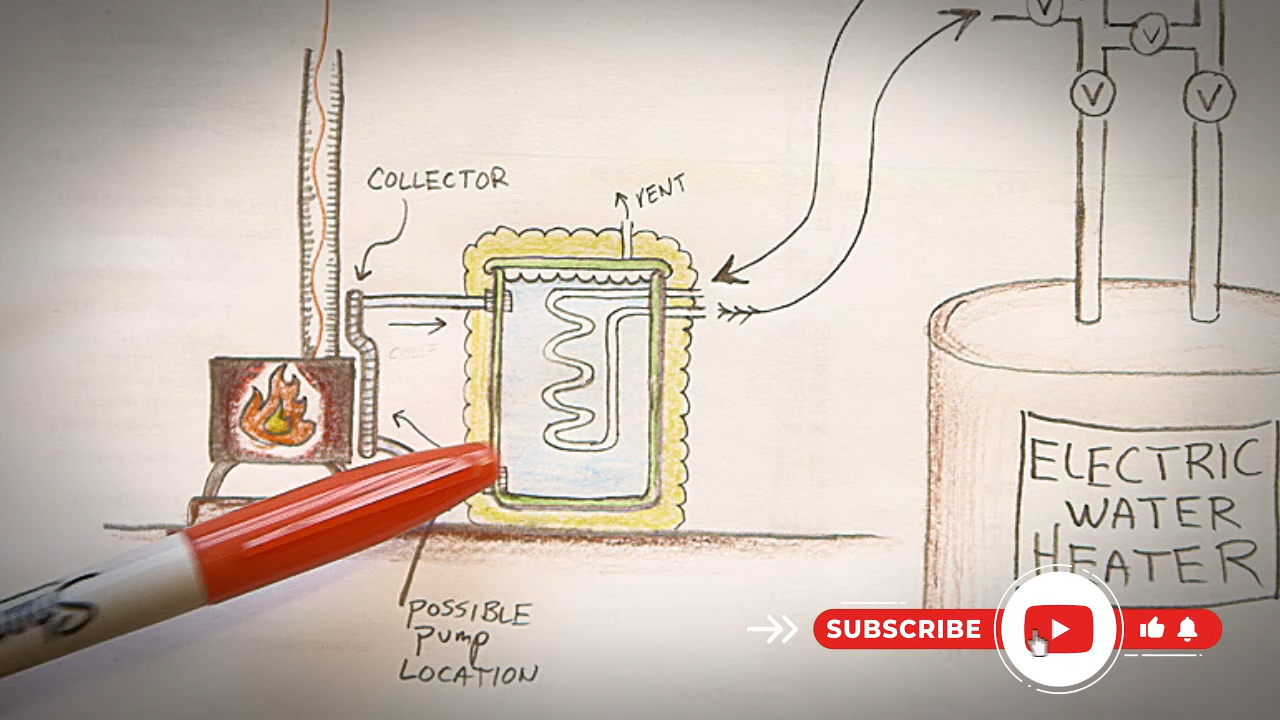 V
V
V
V
COLLECTOR
VENT
ELECTRIC
WATER
HEATER
POSSIBLE
pump
LOCATION
SUBSCRIBE